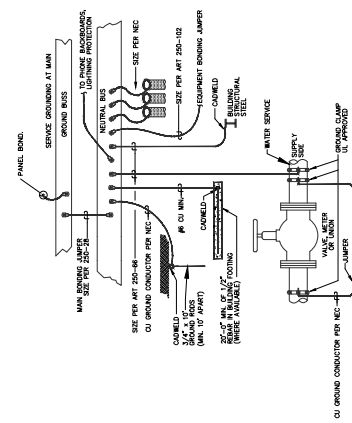 PANEL BOND.
SERVICE GROUNDING AT MAIN
GROUND BUSS
TO PHONE BACKBOARDS,
LIGHTNING PROTECTION
NEUTRAL BUS
SIZE PER NEC
SIZE PER ART 250-102
EQUIPMENT BONDING JUMPER
CADWELD
BUILDING
STRUCTURAL
STEEL
MAIN BONDING JUMPER
SIZE PER ART 250-28
SIZE PER ART 250-66
CU GROUND CONDUCTOR PER NEC
#6 CU MIN.
CADWELD
CADWELD
3/4" x 10'
GROUND RODS
(MIN. 10' APART)
20'-0" MIN. OF 1/2"
REBAR IN BUILDING FOOTING
(WHERE AVAILABLE)
WATER SERVICE
SUPPLY
SIDE
GROUND CLAMP
UL APPROVED
VALVE, METER
OR UNION
JUMPER
CU GROUND CONDUCTOR PER NEC